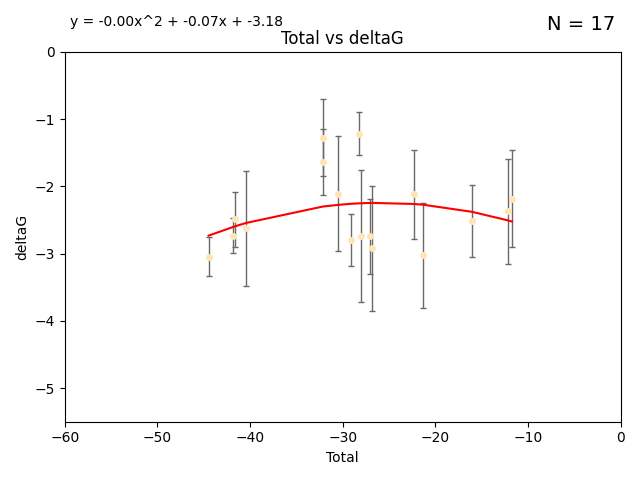 y = -0.00x^2 + -0.07x + -3.18
N = 17
Total vs deltaG
0
−1
−2
−3
−4
−5
deltaG
−60 −50 −40 −30 −20 −10 0
Total